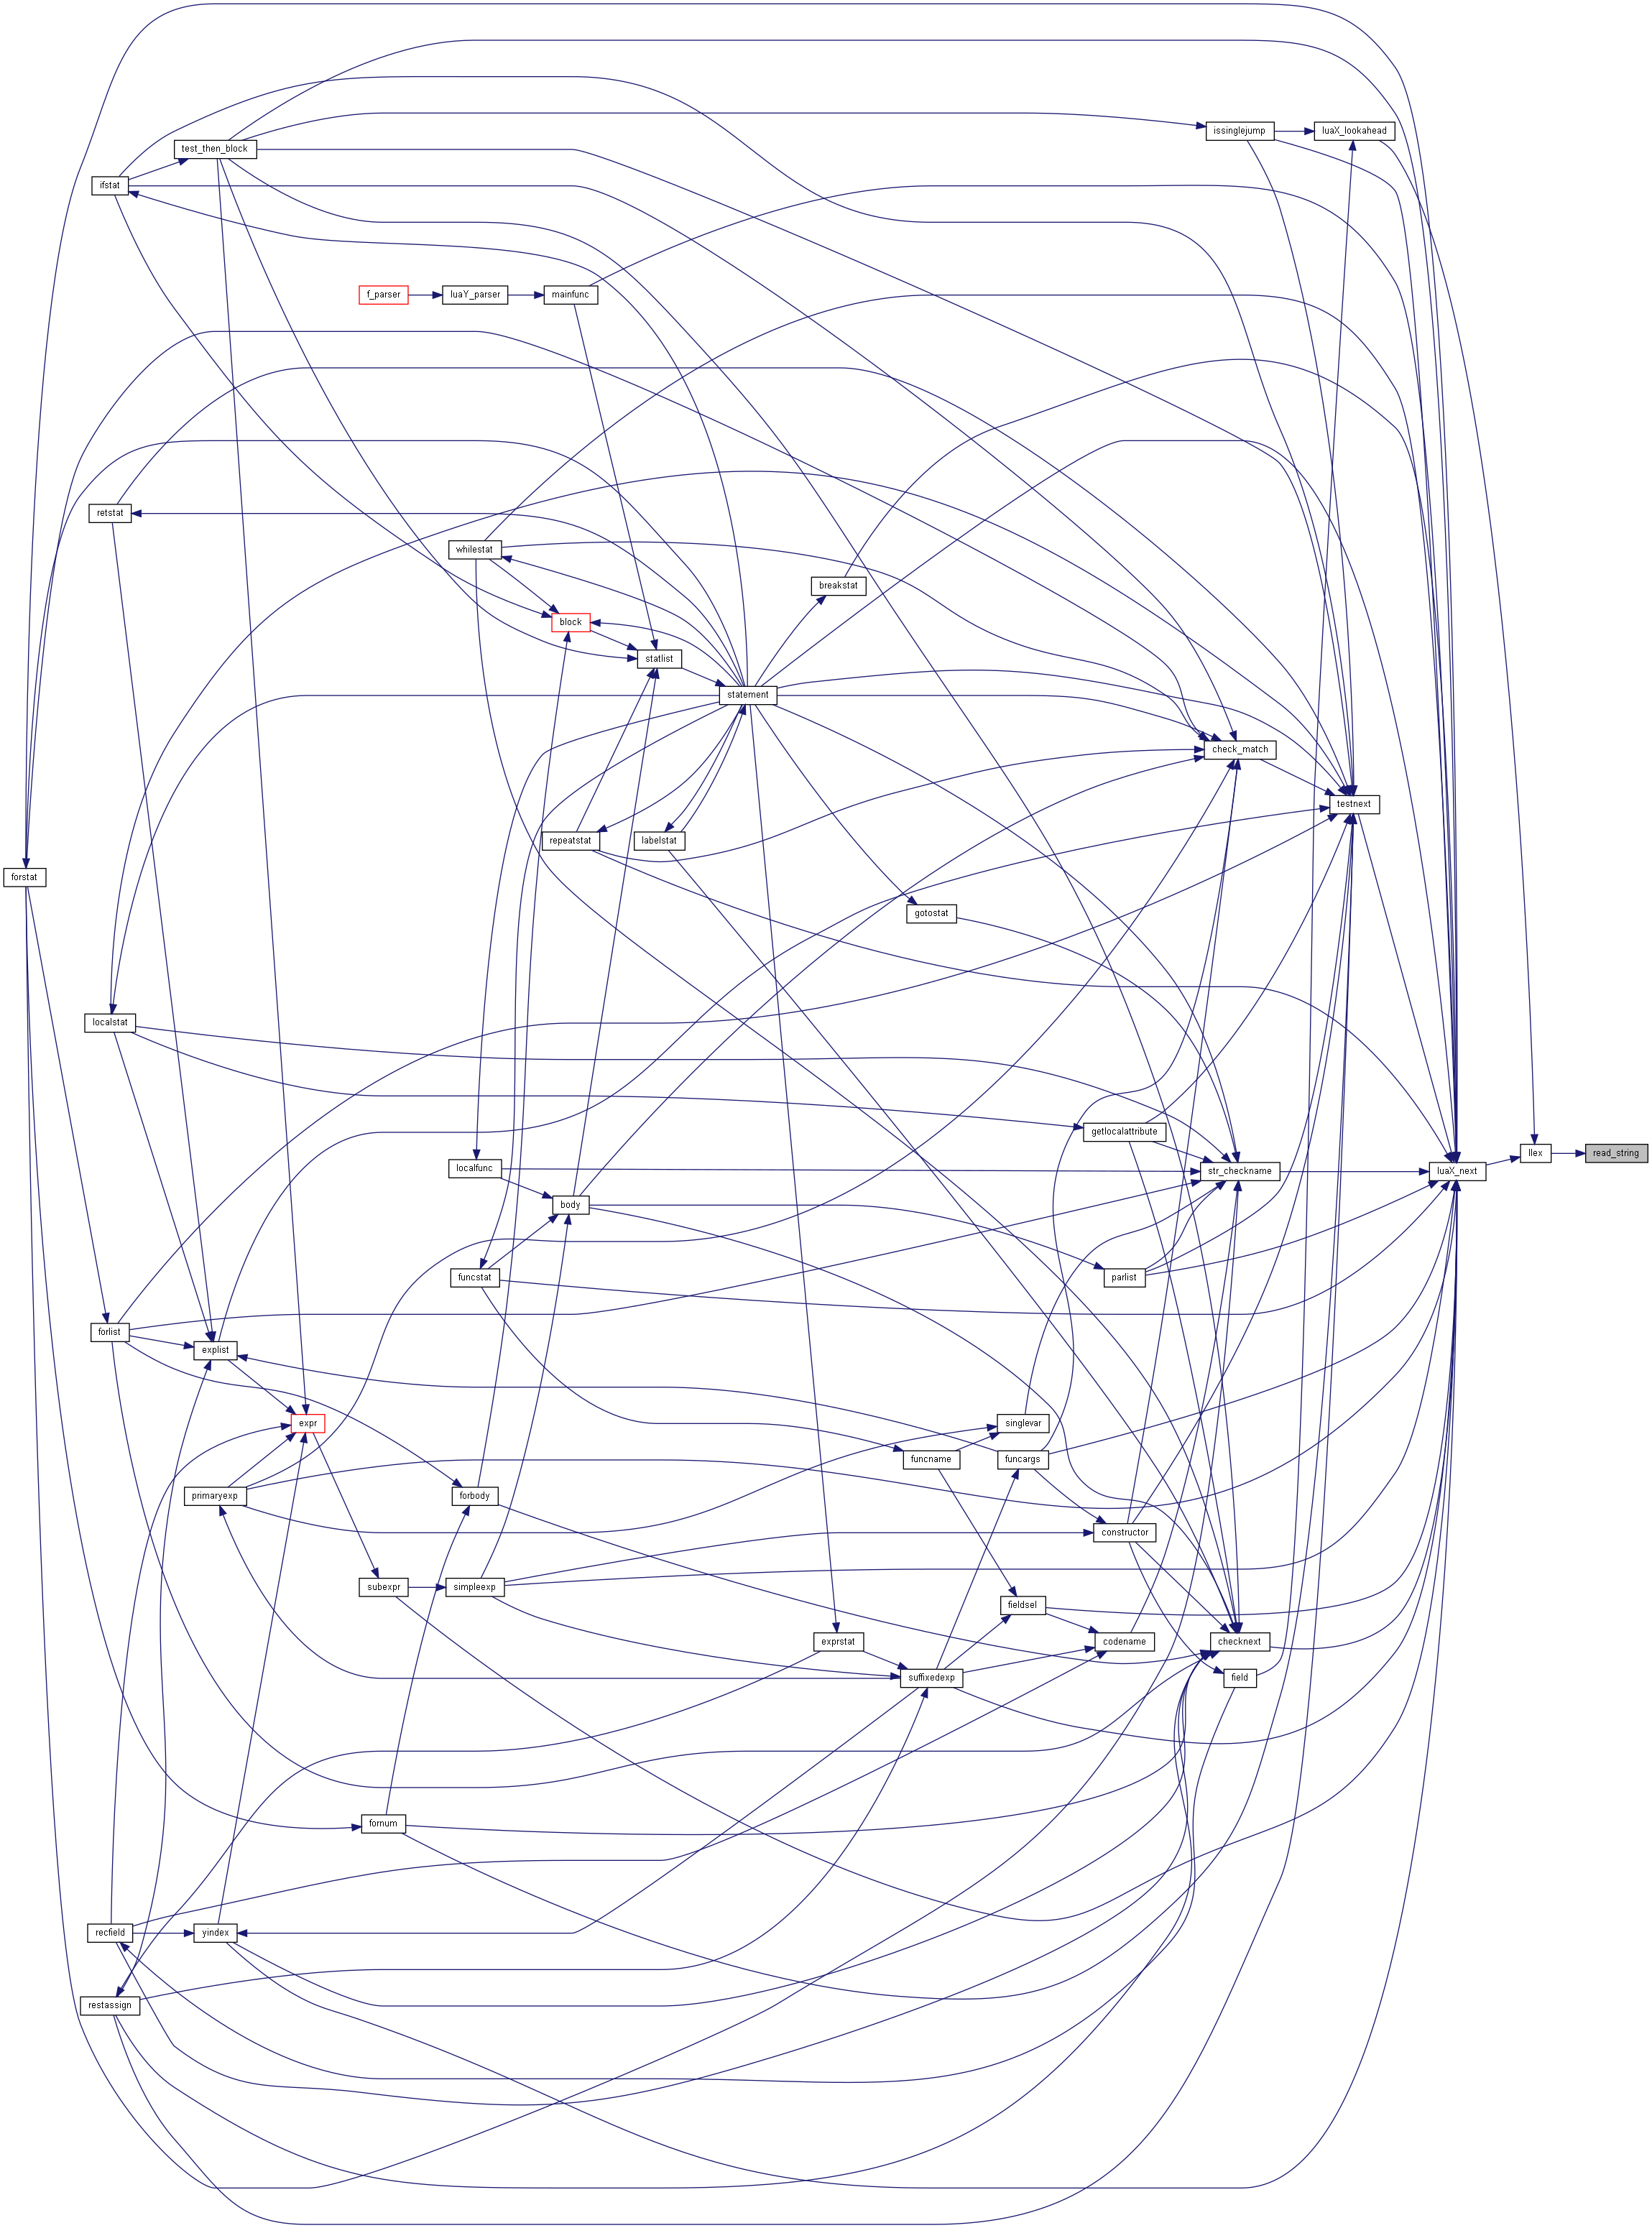 issinglejump
luaX_lookahead
test_then_block
ifstat
f_parser
luaY_parser
mainfunc
retstat
whilestat
breakstat
block
statlist
statement
check_match
testnext
repeatstat
labelstat
forstat
gotostat
localstat
getlocalattribute
read_string
llex
localfunc
str_checkname
luaX_next
body
funcstat
parlist
forlist
explist
expr
singlevar
funcname
funcargs
primaryexp
forbody
constructor
subexpr
simpleexp
fieldsel
exprstat
codename
checknext
suffixedexp
field
fornum
recfield
yindex
restassign